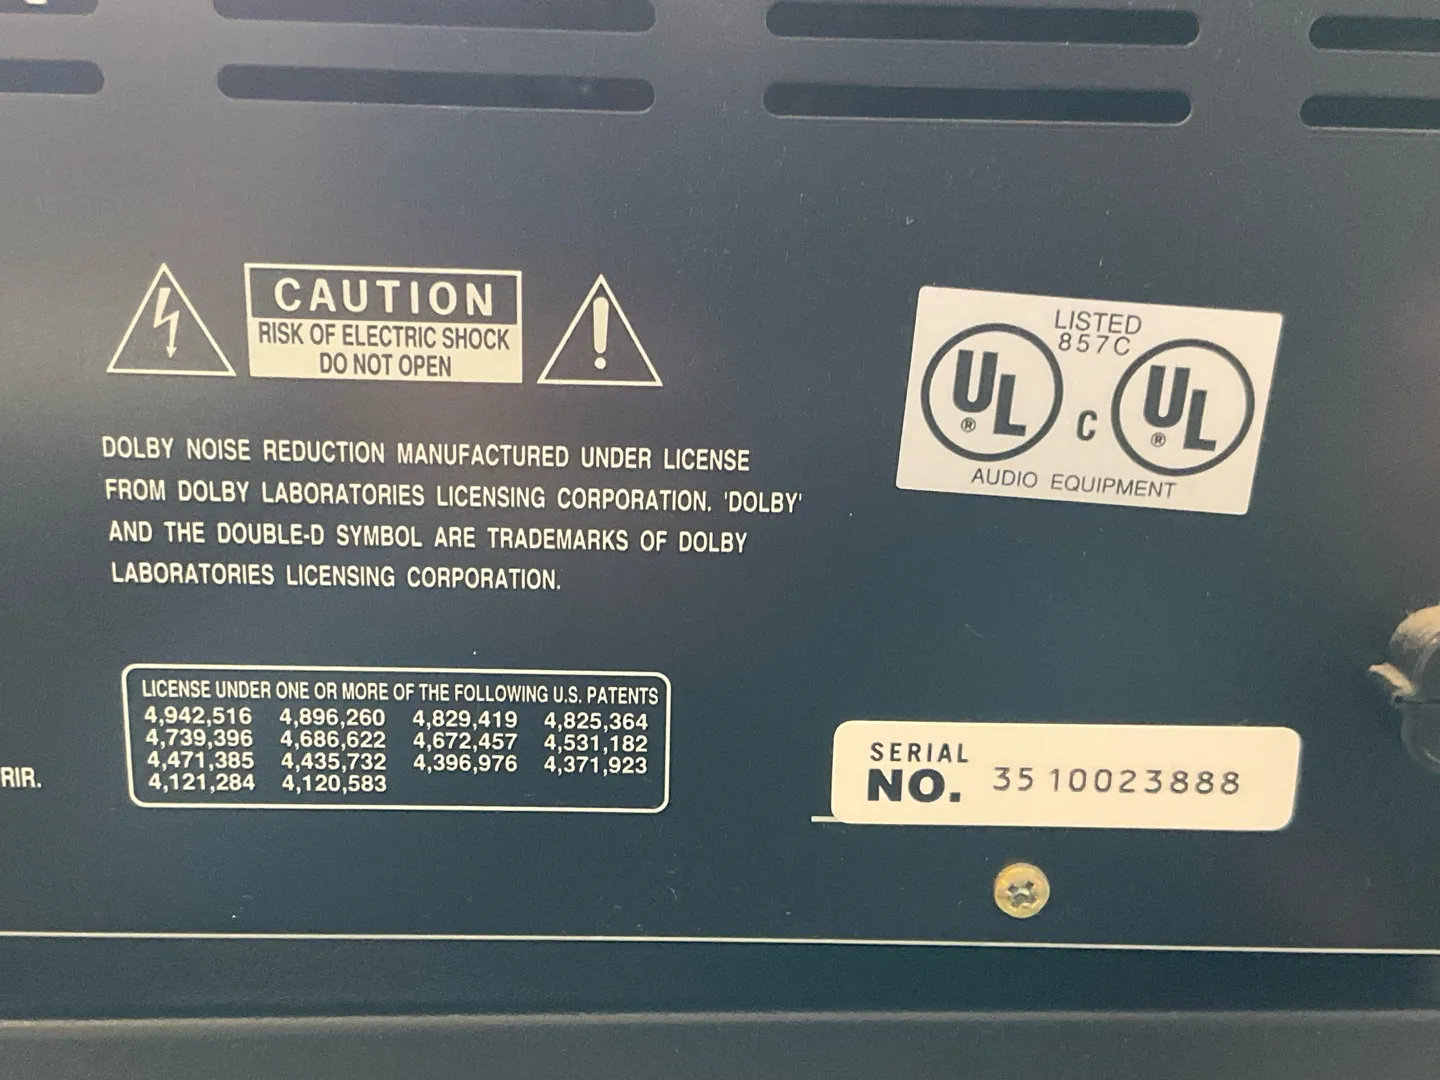 CAUTION
RISK OF ELECTRIC SHOCK
DO NOT OPEN
LISTED
857C
UL
®
C
UL
®
AUDIO EQUIPMENT
DOLBY NOISE REDUCTION MANUFACTURED UNDER LICENSE
FROM DOLBY LABORATORIES LICENSING CORPORATION. 'DOLBY'
AND THE DOUBLE-D SYMBOL ARE TRADEMARKS OF DOLBY
LABORATORIES LICENSING CORPORATION.
LICENSE UNDER ONE OR MORE OF THE FOLLOWING U.S. PATENTS
4,942,516 4,896,260 4,829,419 4,825,364
4,739,396 4,686,622 4,672,457 4,531,182
4,471,385 4,435,732 4,396,976 4,371,923
4,121,284 4,120,583
RIR.
SERIAL
NO. 3510023888